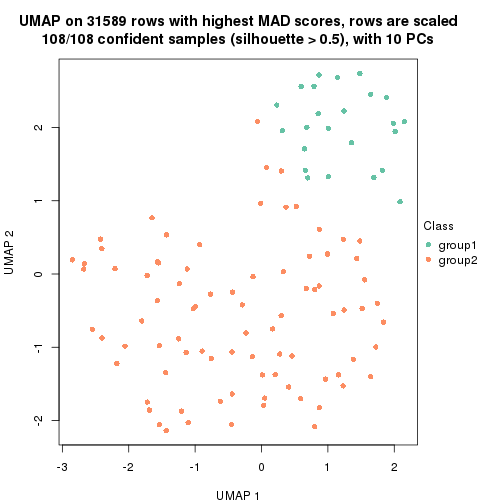 UMAP on 31589 rows with highest MAD scores, rows are scaled
108/108 confident samples (silhouette > 0.5), with 10 PCs
UMAP 2
2
1
0
-1
-2
-3
-2
-1
0
1
2
UMAP 1
Class
group1
group2